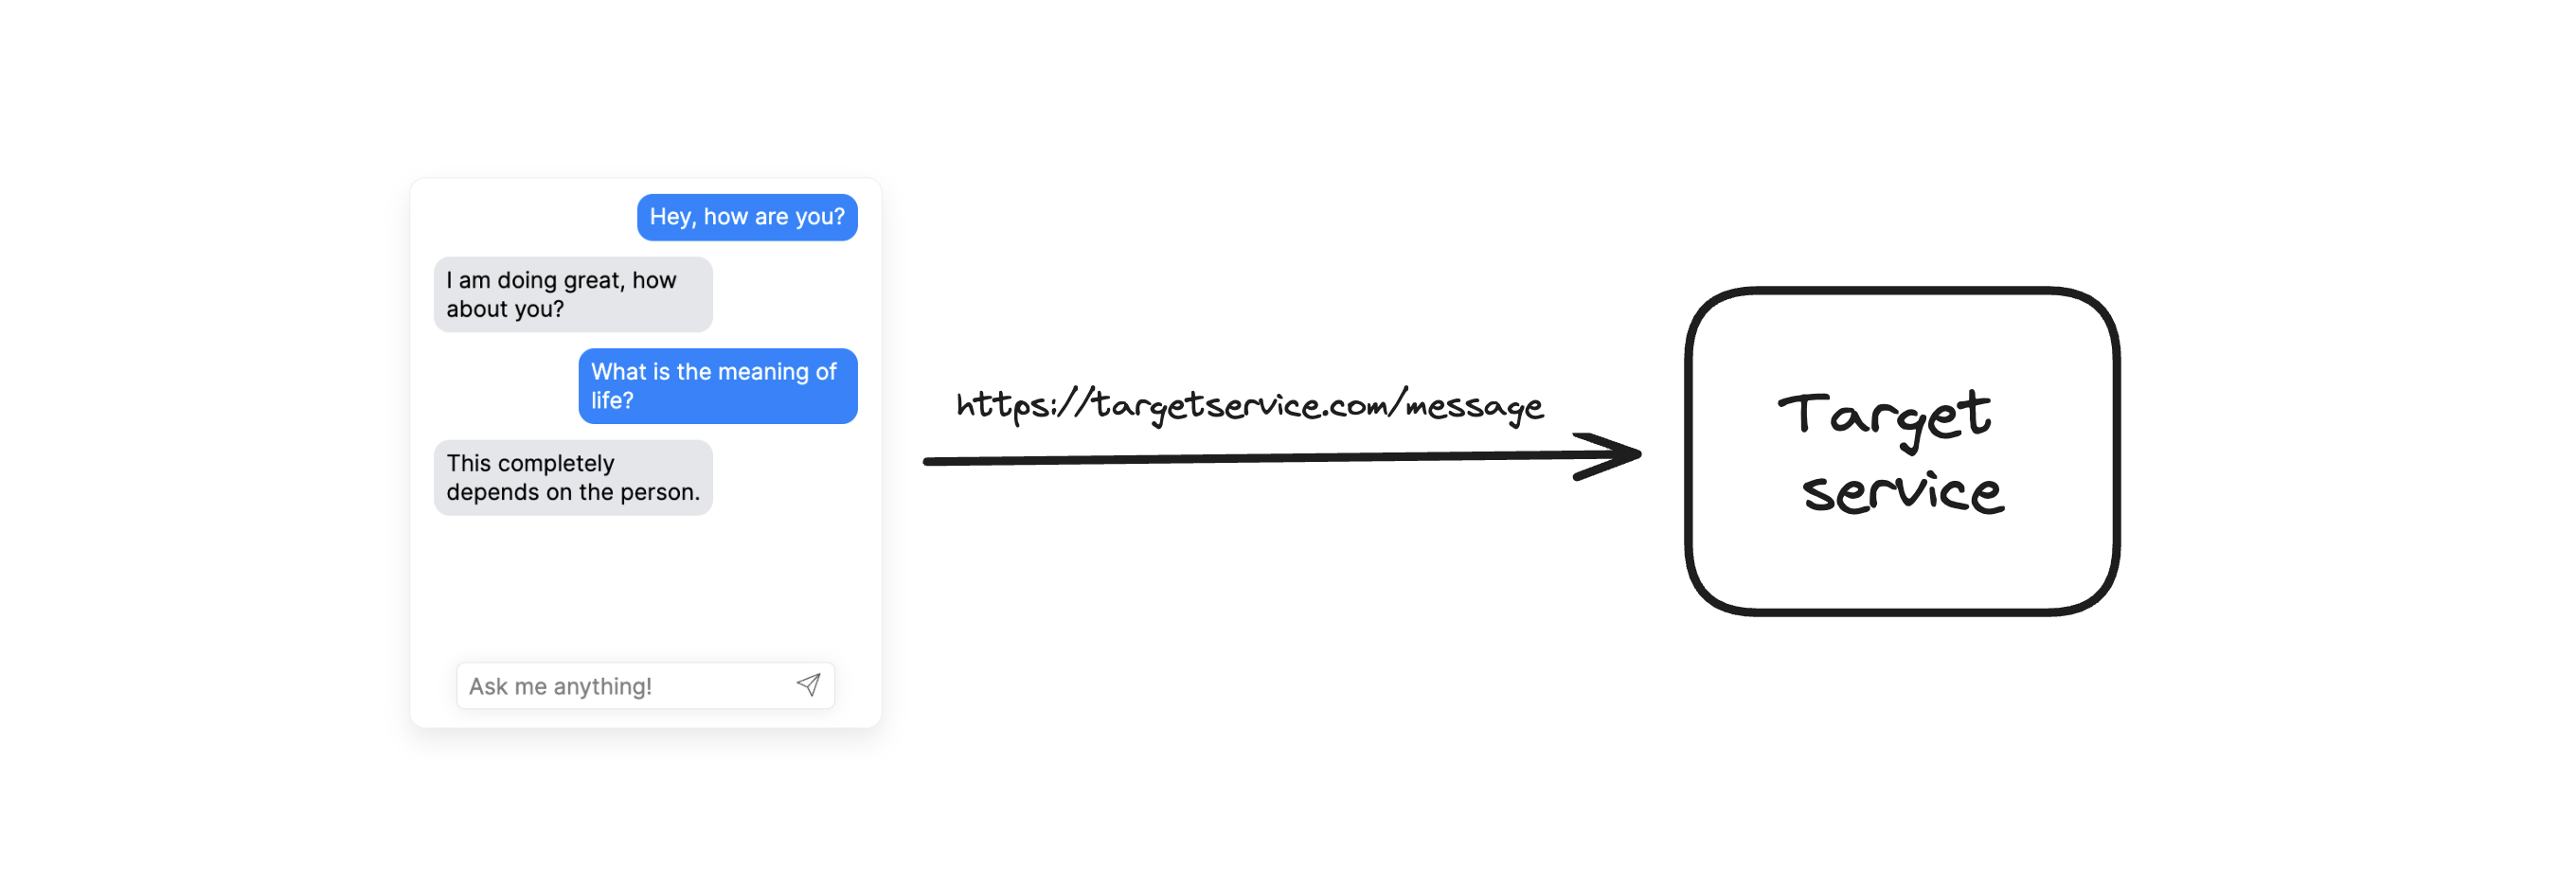 Hey, how are you?
I am doing great, how
about you?
What is the meaning of
life?
This completely
depends on the person.
Ask me anything!
https://targetservice.com/message
Target
service